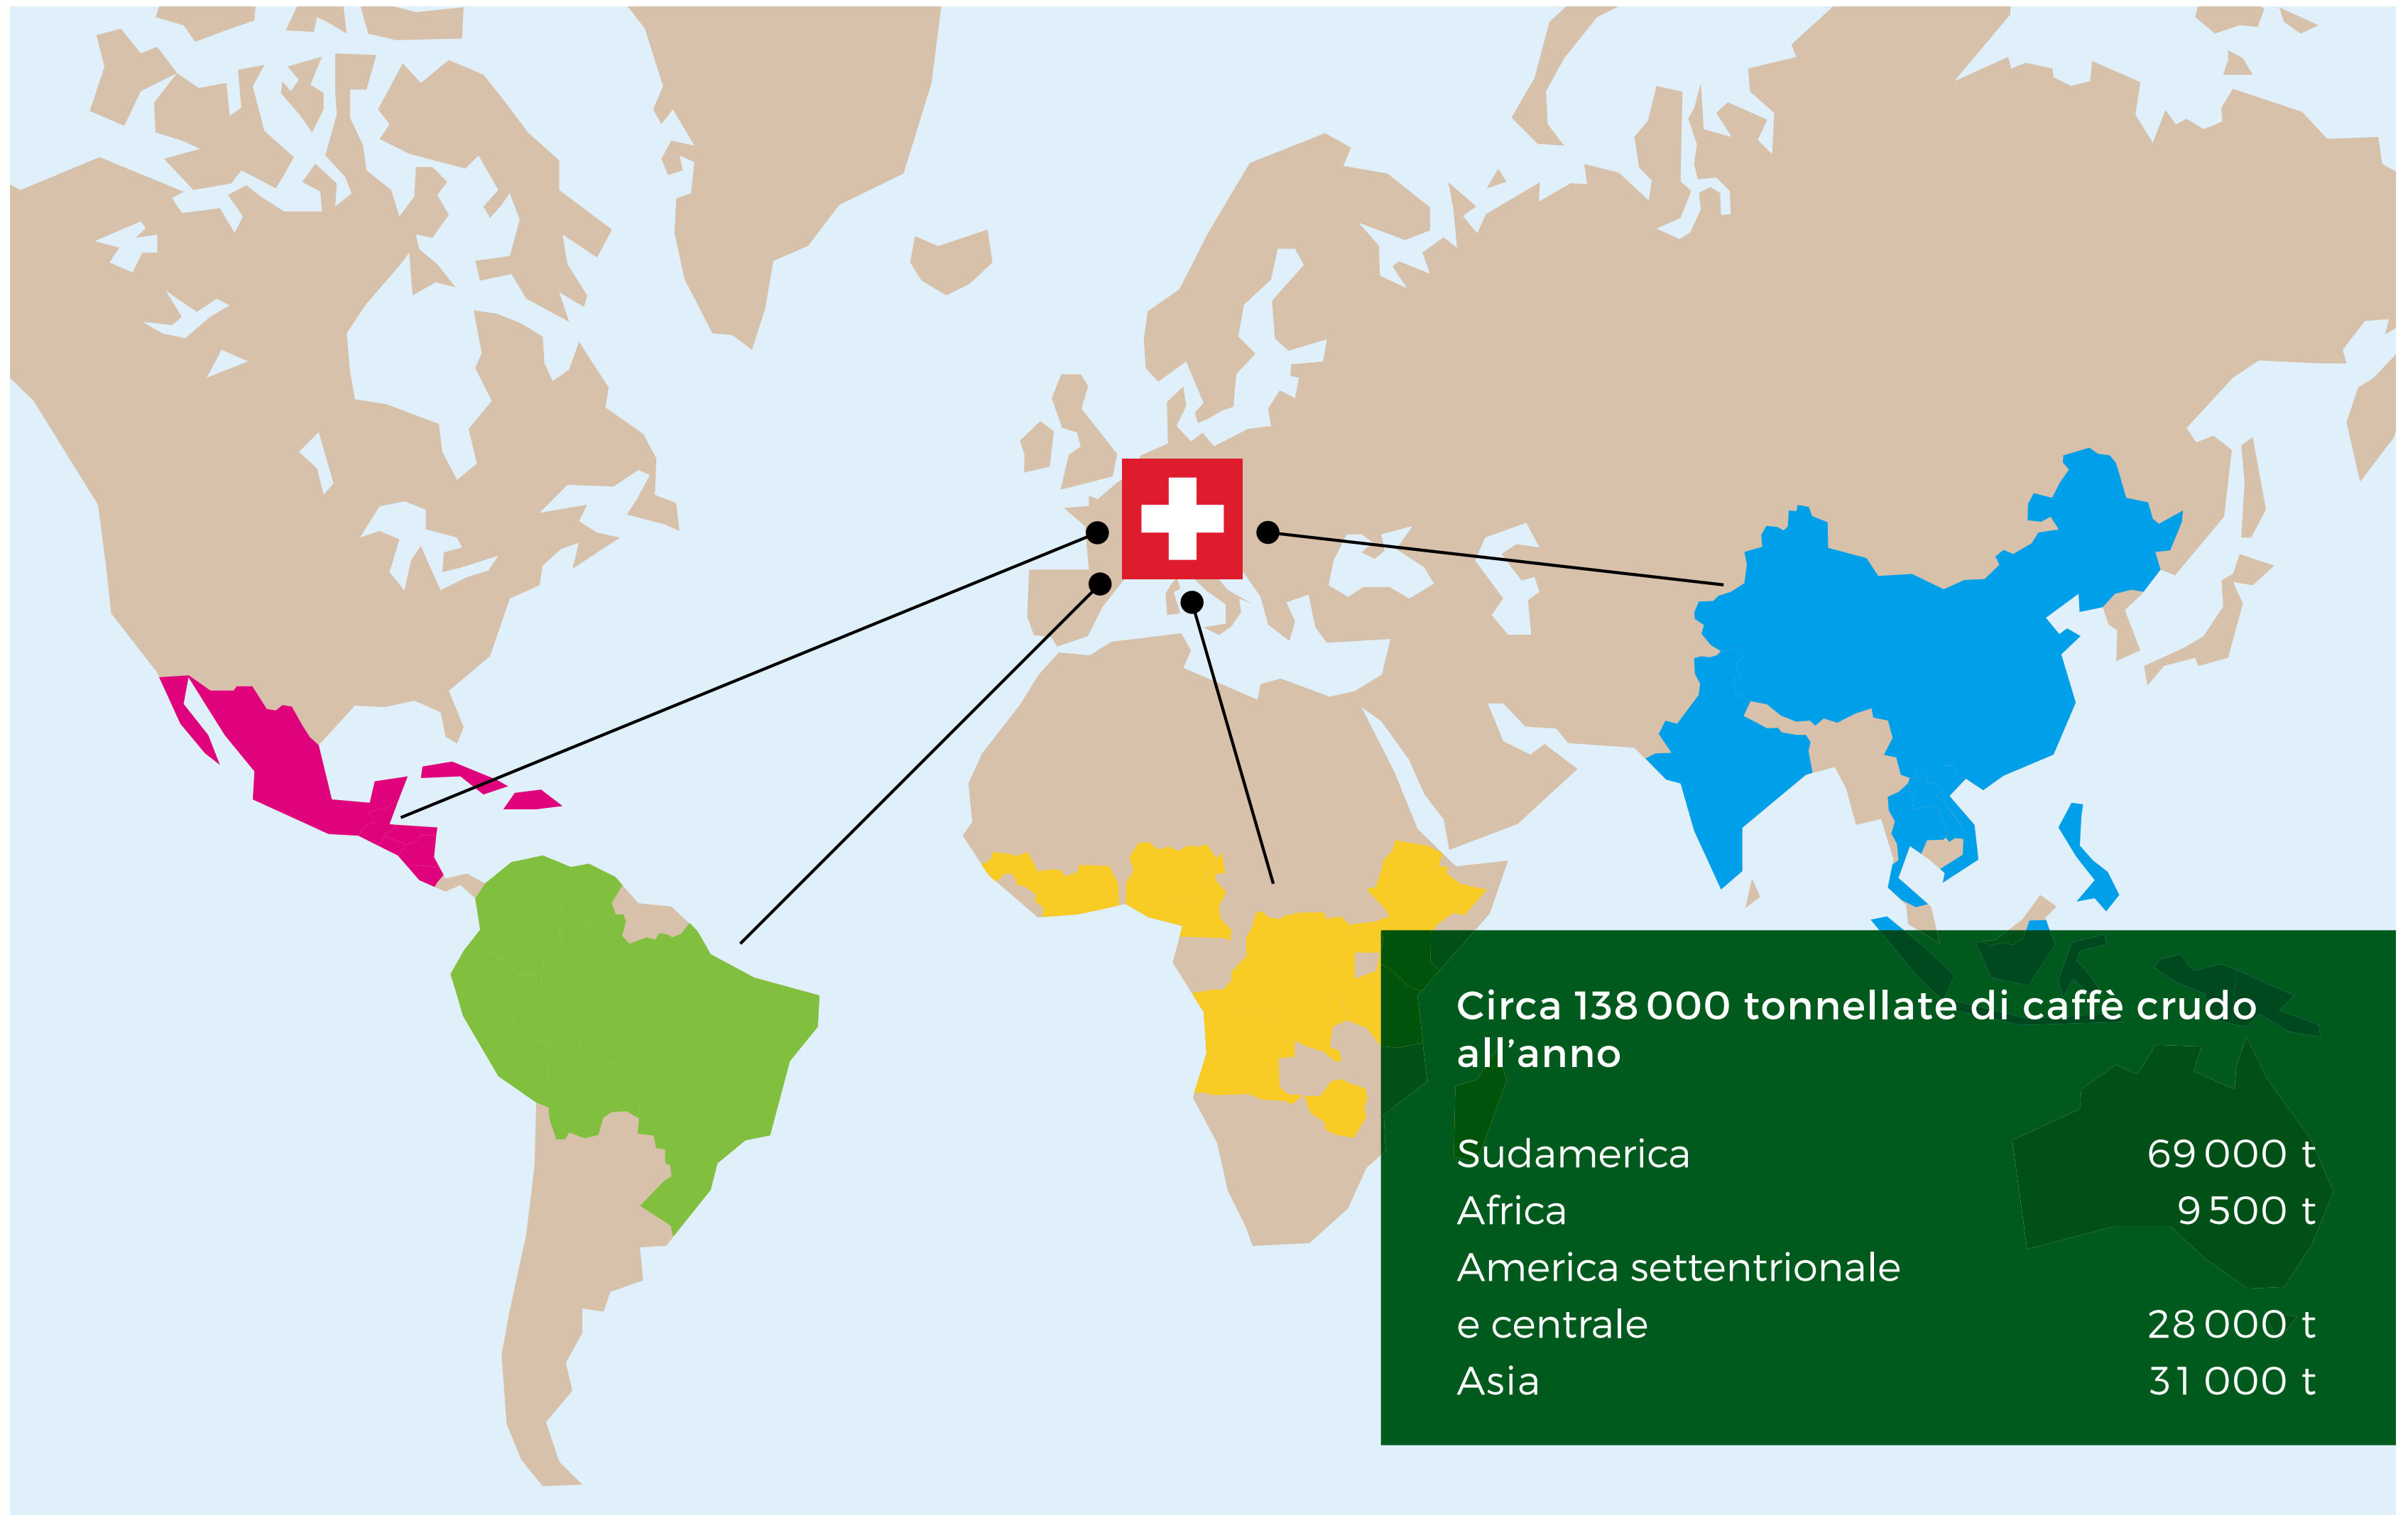 Circa 138 000 tonnellate di caffè crudo
all’anno
Sudamerica 69 000 t
Africa 9 500 t
America settentrionale
e centrale 28 000 t
Asia 31 000 t